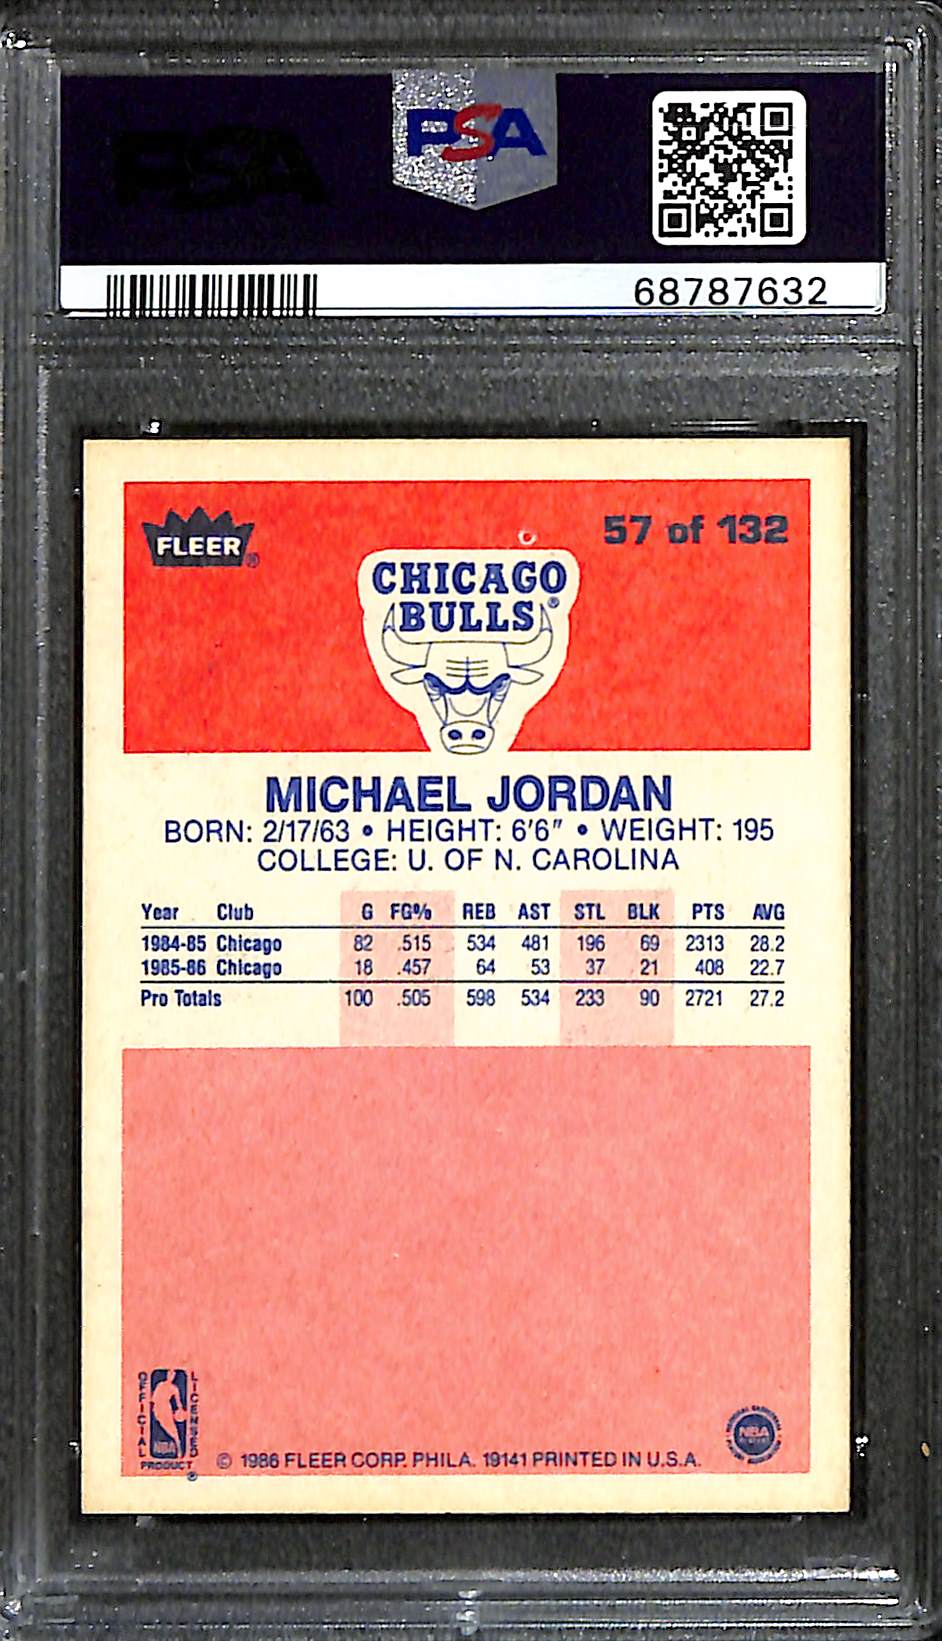 PSA
PSA
68787632
FLEER®
57 of 132
CHICAGO
BULLS®
MICHAEL JORDAN
BORN: 2/17/63 • HEIGHT: 6'6" • WEIGHT: 195
COLLEGE: U. OF N. CAROLINA
Year Club G FG% REB AST STL BLK PTS AVG
1984-85 Chicago 82 .515 534 481 196 69 2313 28.2
1985-86 Chicago 18 .457 64 53 37 21 408 22.7
Pro Totals 100 .505 598 534 233 90 2721 27.2
OFFICIAL LICENSED
NBA
PRODUCT ®
© 1986 FLEER CORP. PHILA. 19141 PRINTED IN U.S.A.
NBA